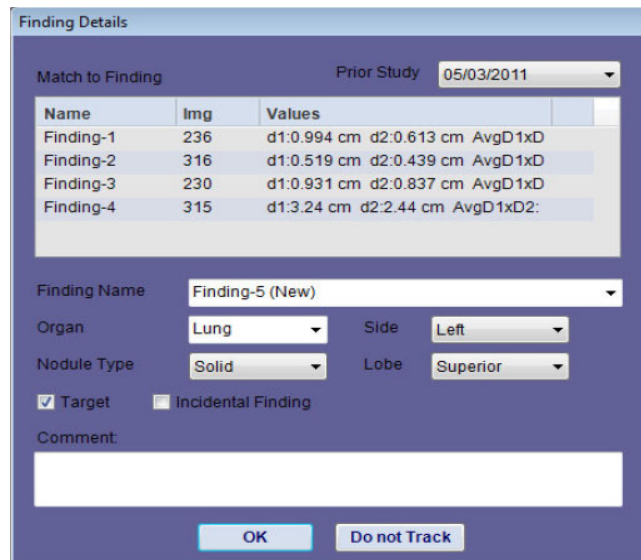 Finding Details
Match to Finding Prior Study 05/03/2011
Name Img Values
Finding-1 236 d1:0.994 cm d2:0.613 cm AvgD1xD
Finding-2 316 d1:0.519 cm d2:0.439 cm AvgD1xD
Finding-3 230 d1:0.931 cm d2:0.837 cm AvgD1xD
Finding-4 315 d1:3.24 cm d2:2.44 cm AvgD1xD2:
Finding Name Finding-5 (New)
Organ Lung Side Left
Nodule Type Solid Lobe Superior
Target Incidental Finding
Comment:
OK Do not Track